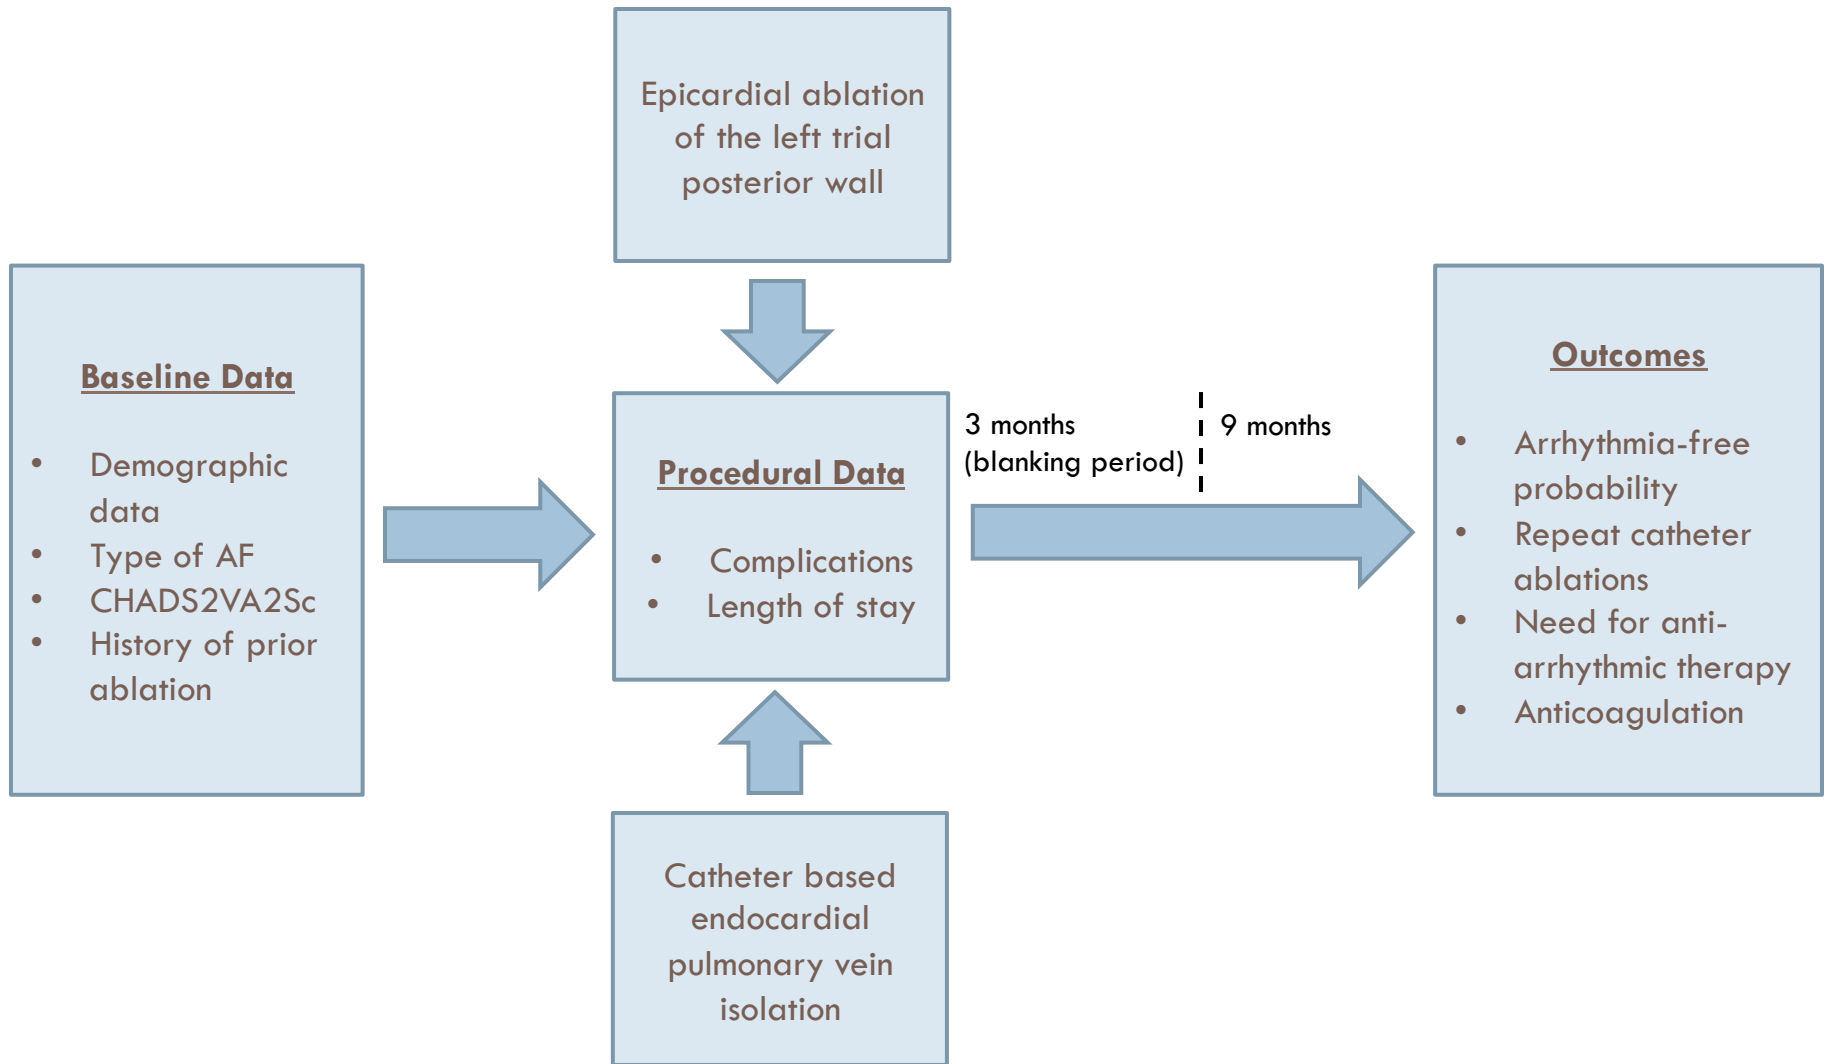 Epicardial ablation
of the left trial
posterior wall
Baseline Data
• Demographic
data
• Type of AF
• CHADS2VA2Sc
• History of prior
ablation
Procedural Data
• Complications
• Length of stay
3 months
(blanking period)
9 months
Outcomes
• Arrhythmia-free
probability
• Repeat catheter
ablations
• Need for anti-
arrhythmic therapy
• Anticoagulation
Catheter based
endocardial
pulmonary vein
isolation